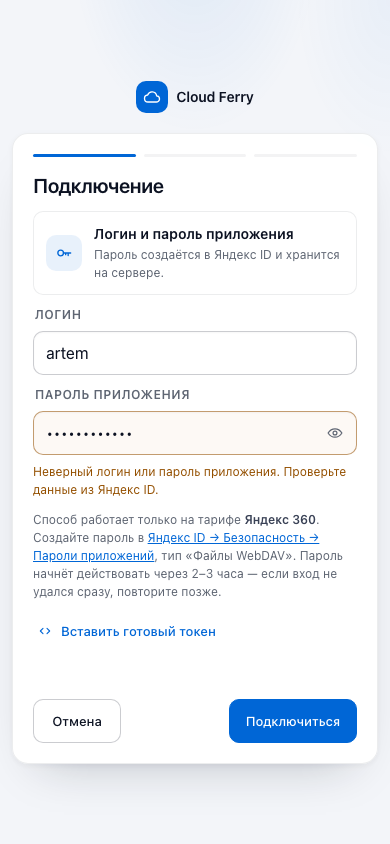 Cloud Ferry
Подключение
Логин и пароль приложения
Пароль создаётся в Яндекс ID и хранится
на сервере.
ЛОГИН
artem
ПАРОЛЬ ПРИЛОЖЕНИЯ
••••••••••••
Неверный логин или пароль приложения. Проверьте
данные из Яндекс ID.
Способ работает только на тарифе Яндекс 360.
Создайте пароль в Яндекс ID → Безопасность →
Пароли приложений, тип «Файлы WebDAV». Пароль
начнёт действовать через 2–3 часа — если вход не
удался сразу, повторите позже.
Вставить готовый токен
Отмена
Подключиться